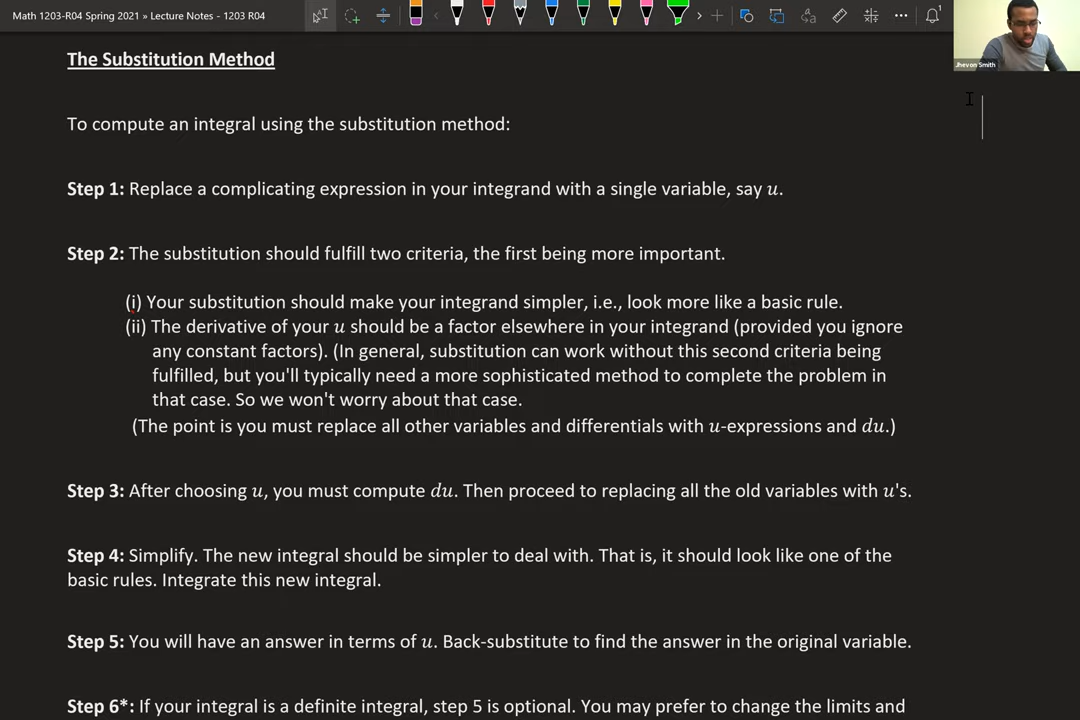 Math 1203-R04 Spring 2021 » Lecture Notes - 1203 R04
Jhevon Smith
The Substitution Method
To compute an integral using the substitution method:
Step 1: Replace a complicating expression in your integrand with a single variable, say u.
Step 2: The substitution should fulfill two criteria, the first being more important.
(i) Your substitution should make your integrand simpler, i.e., look more like a basic rule.
(ii) The derivative of your u should be a factor elsewhere in your integrand (provided you ignore
any constant factors). (In general, substitution can work without this second criteria being
fulfilled, but you'll typically need a more sophisticated method to complete the problem in
that case. So we won't worry about that case.
(The point is you must replace all other variables and differentials with u-expressions and du.)
Step 3: After choosing u, you must compute du. Then proceed to replacing all the old variables with u's.
Step 4: Simplify. The new integral should be simpler to deal with. That is, it should look like one of the
basic rules. Integrate this new integral.
Step 5: You will have an answer in terms of u. Back-substitute to find the answer in the original variable.
Step 6*: If your integral is a definite integral, step 5 is optional. You may prefer to change the limits and